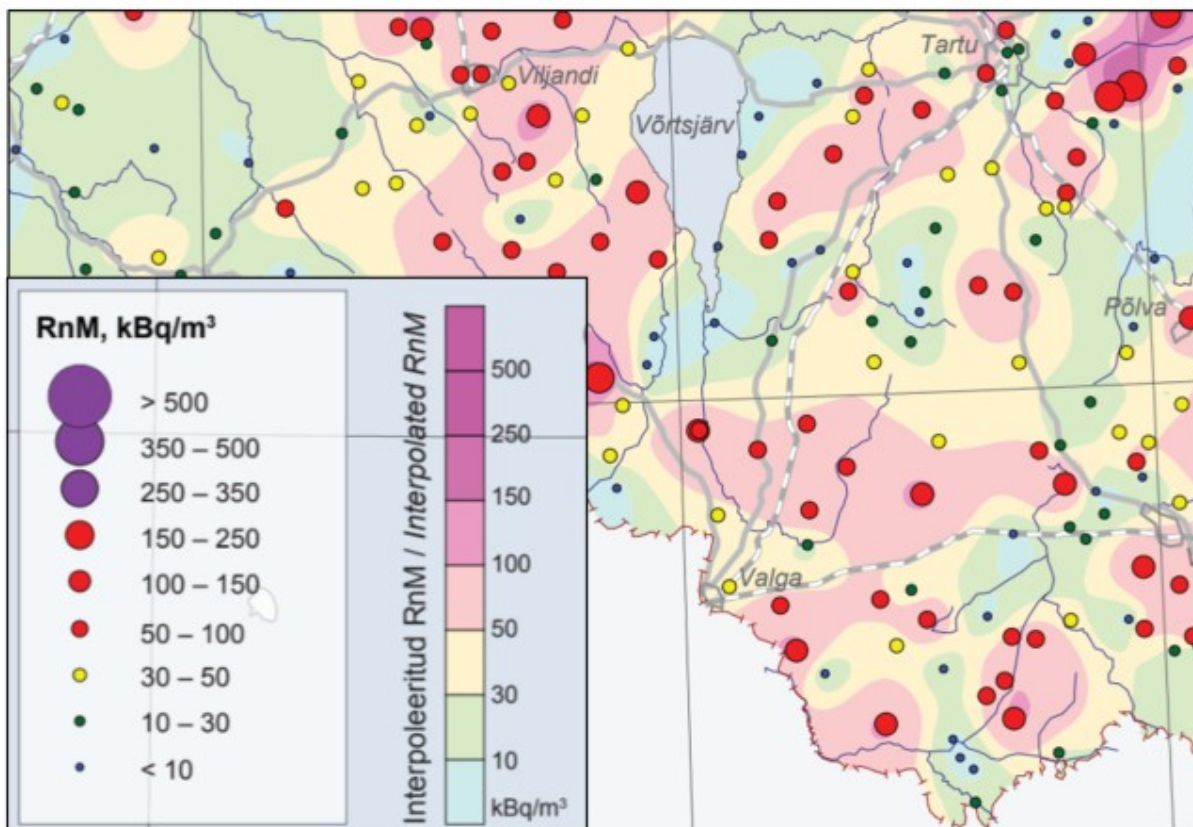 Tartu
Viljandi
Võrtsjärv
Põlva
Valga
RnM, kBq/m³
> 500
350 – 500
250 – 350
150 – 250
100 – 150
50 – 100
30 – 50
10 – 30
< 10
Interpoleeritud RnM / Interpolated RnM
500
250
150
100
50
30
10
kBq/m³